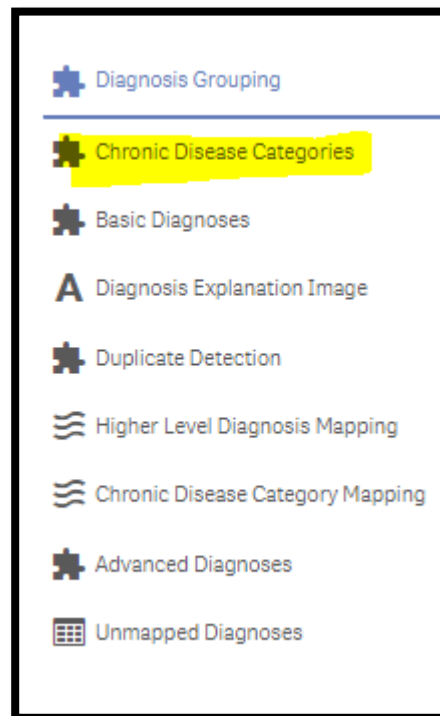 Diagnosis Grouping
Chronic Disease Categories
Basic Diagnoses
A Diagnosis Explanation Image
Duplicate Detection
Higher Level Diagnosis Mapping
Chronic Disease Category Mapping
Advanced Diagnoses
Unmapped Diagnoses